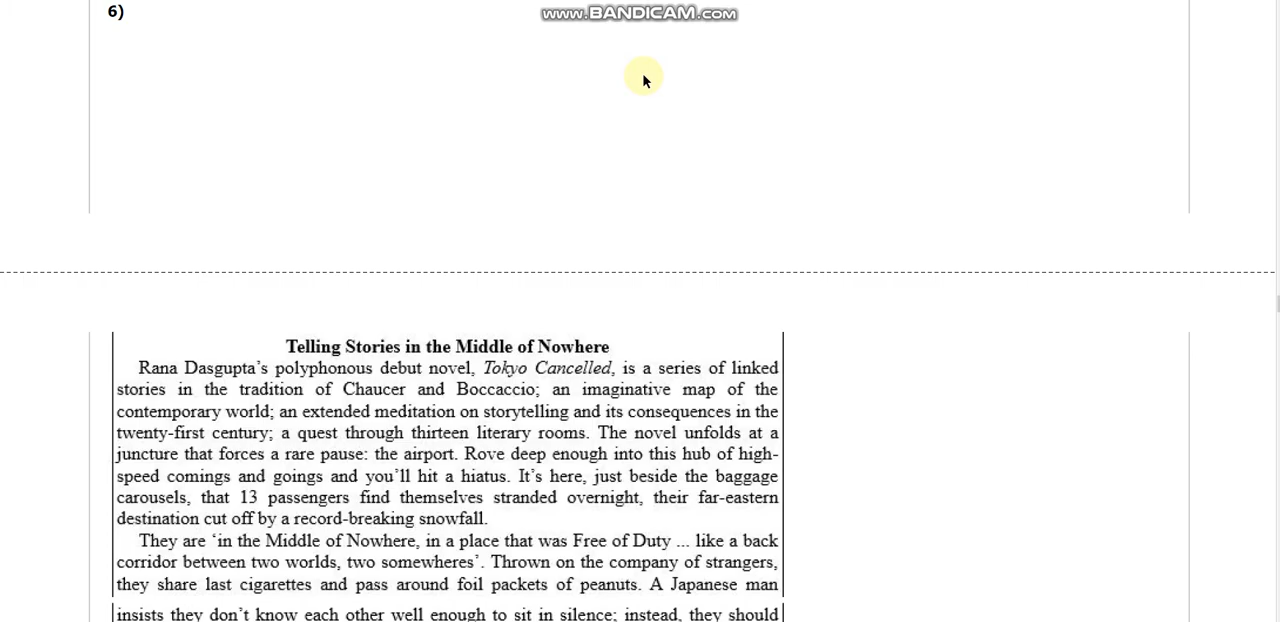 6)
www.BANDICAM.com
Telling Stories in the Middle of Nowhere
Rana Dasgupta’s polyphonous debut novel, Tokyo Cancelled, is a series of linked
stories in the tradition of Chaucer and Boccaccio; an imaginative map of the
contemporary world; an extended meditation on storytelling and its consequences in the
twenty-first century; a quest through thirteen literary rooms. The novel unfolds at a
juncture that forces a rare pause: the airport. Rove deep enough into this hub of high-
speed comings and goings and you’ll hit a hiatus. It’s here, just beside the baggage
carousels, that 13 passengers find themselves stranded overnight, their far-eastern
destination cut off by a record-breaking snowfall.
They are ‘in the Middle of Nowhere, in a place that was Free of Duty ... like a back
corridor between two worlds, two somewheres’. Thrown on the company of strangers,
they share last cigarettes and pass around foil packets of peanuts. A Japanese man
insists they don’t know each other well enough to sit in silence; instead, they should